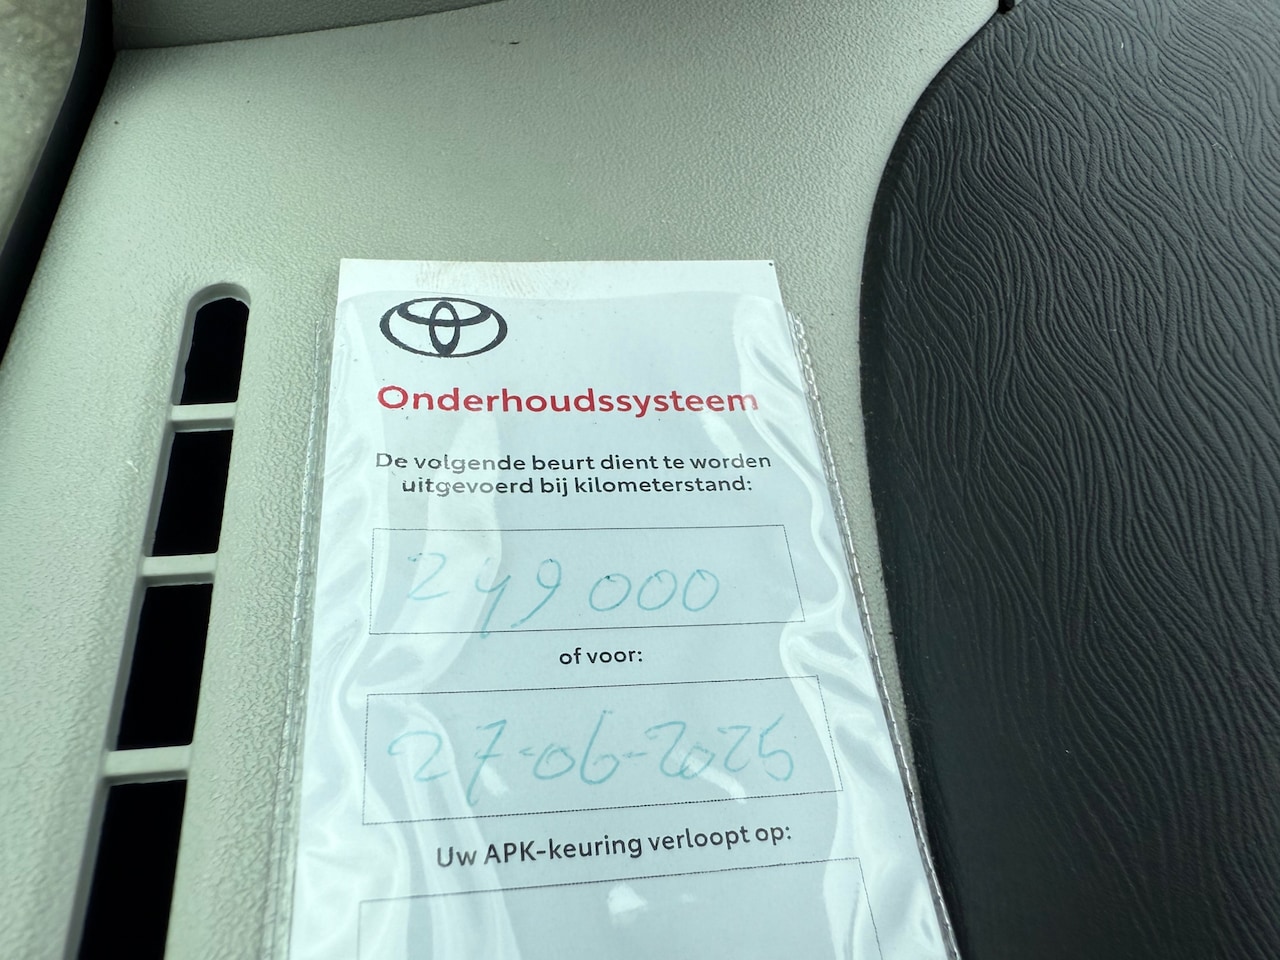 Onderhoudssysteem
De volgende beurt dient te worden
uitgevoerd bij kilometerstand:
249000
of voor:
27-06-2025
Uw APK-keuring verloopt op: